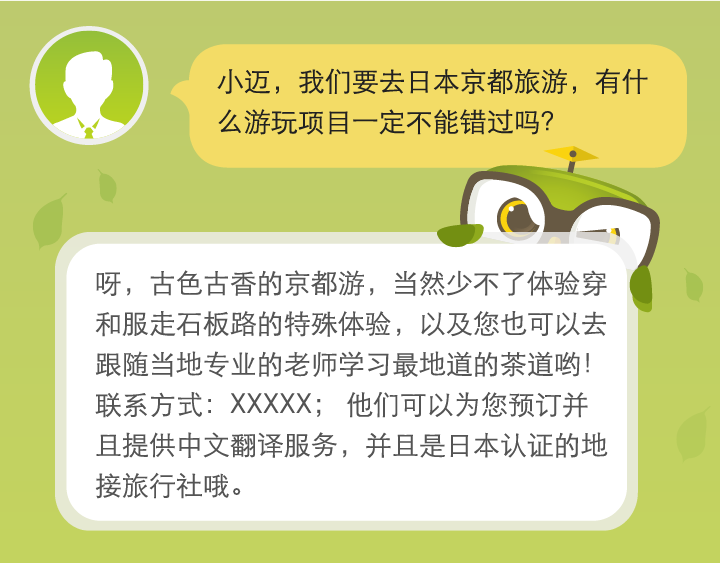 小迈，我们要去日本京都旅游，有什
么游玩项目一定不能错过吗？
呀，古色古香的京都游，当然少不了体验穿
和服走石板路的特殊体验，以及您也可以去
跟随当地专业的老师学习最地道的茶道哟！
联系方式：XXXXX； 他们可以为您预订并
且提供中文翻译服务，并且是日本认证的地
接旅行社哦。